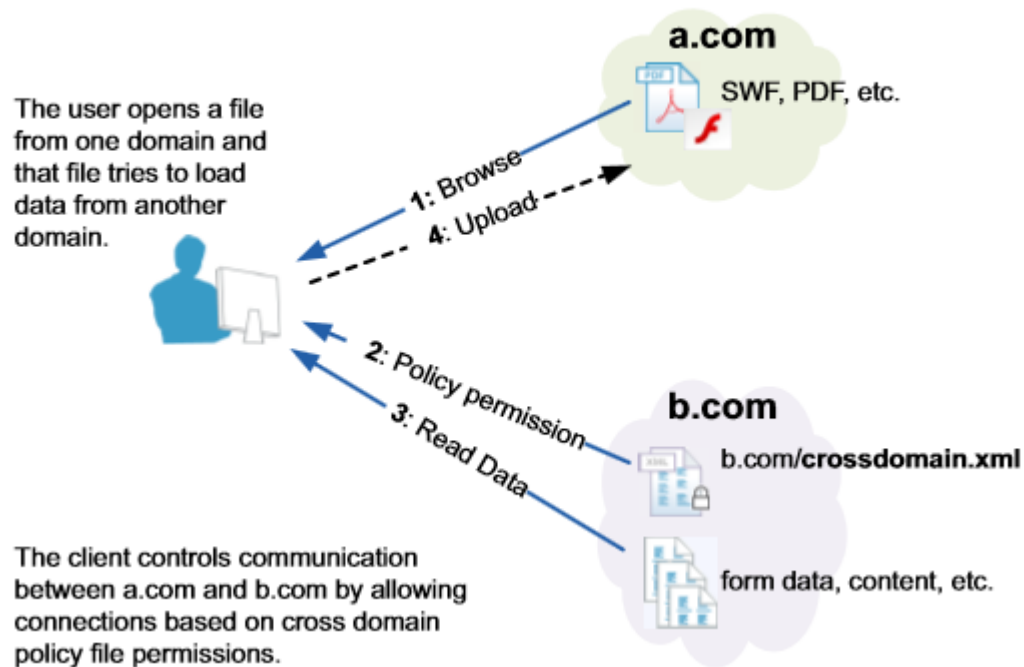 a.com
PDF
SWF, PDF, etc.
The user opens a file
from one domain and
that file tries to load
data from another
domain.
1: Browse
4: Upload
2: Policy permission
3: Read Data
b.com
XML
b.com/crossdomain.xml
form data, content, etc.
The client controls communication
between a.com and b.com by allowing
connections based on cross domain
policy file permissions.